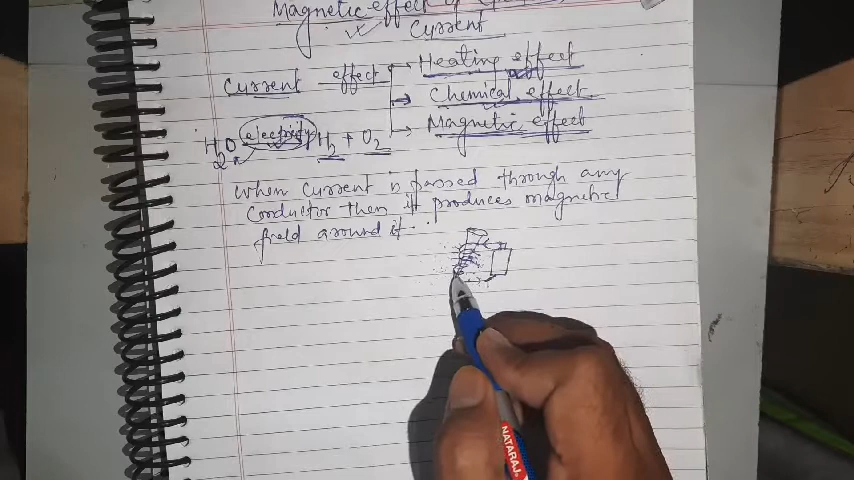 Magnetic effect of
Current
Current effect
Heating effect
Chemical effect
Magnetic effect
H2O electricity H2 + O2
When current is passed through any
conductor then it produces magnetic
field around it..
NATARAJ